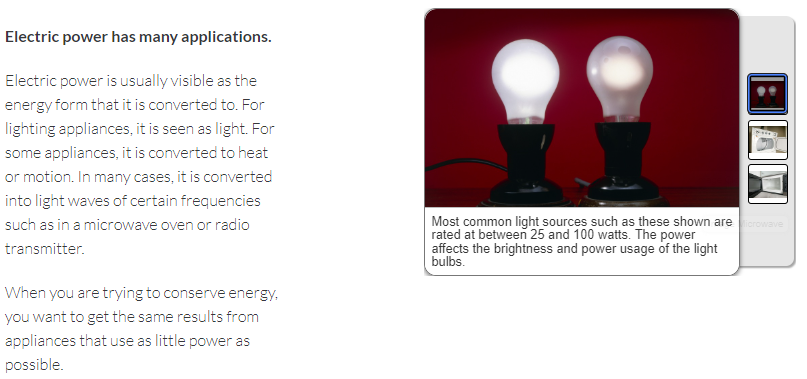 Electric power has many applications.
Electric power is usually visible as the
energy form that it is converted to. For
lighting appliances, it is seen as light. For
some appliances, it is converted to heat
or motion. In many cases, it is converted
into light waves of certain frequencies
such as in a microwave oven or radio
transmitter.
When you are trying to conserve energy,
you want to get the same results from
appliances that use as little power as
possible.
Most common light sources such as these shown are
rated at between 25 and 100 watts. The power
affects the brightness and power usage of the light
bulbs.